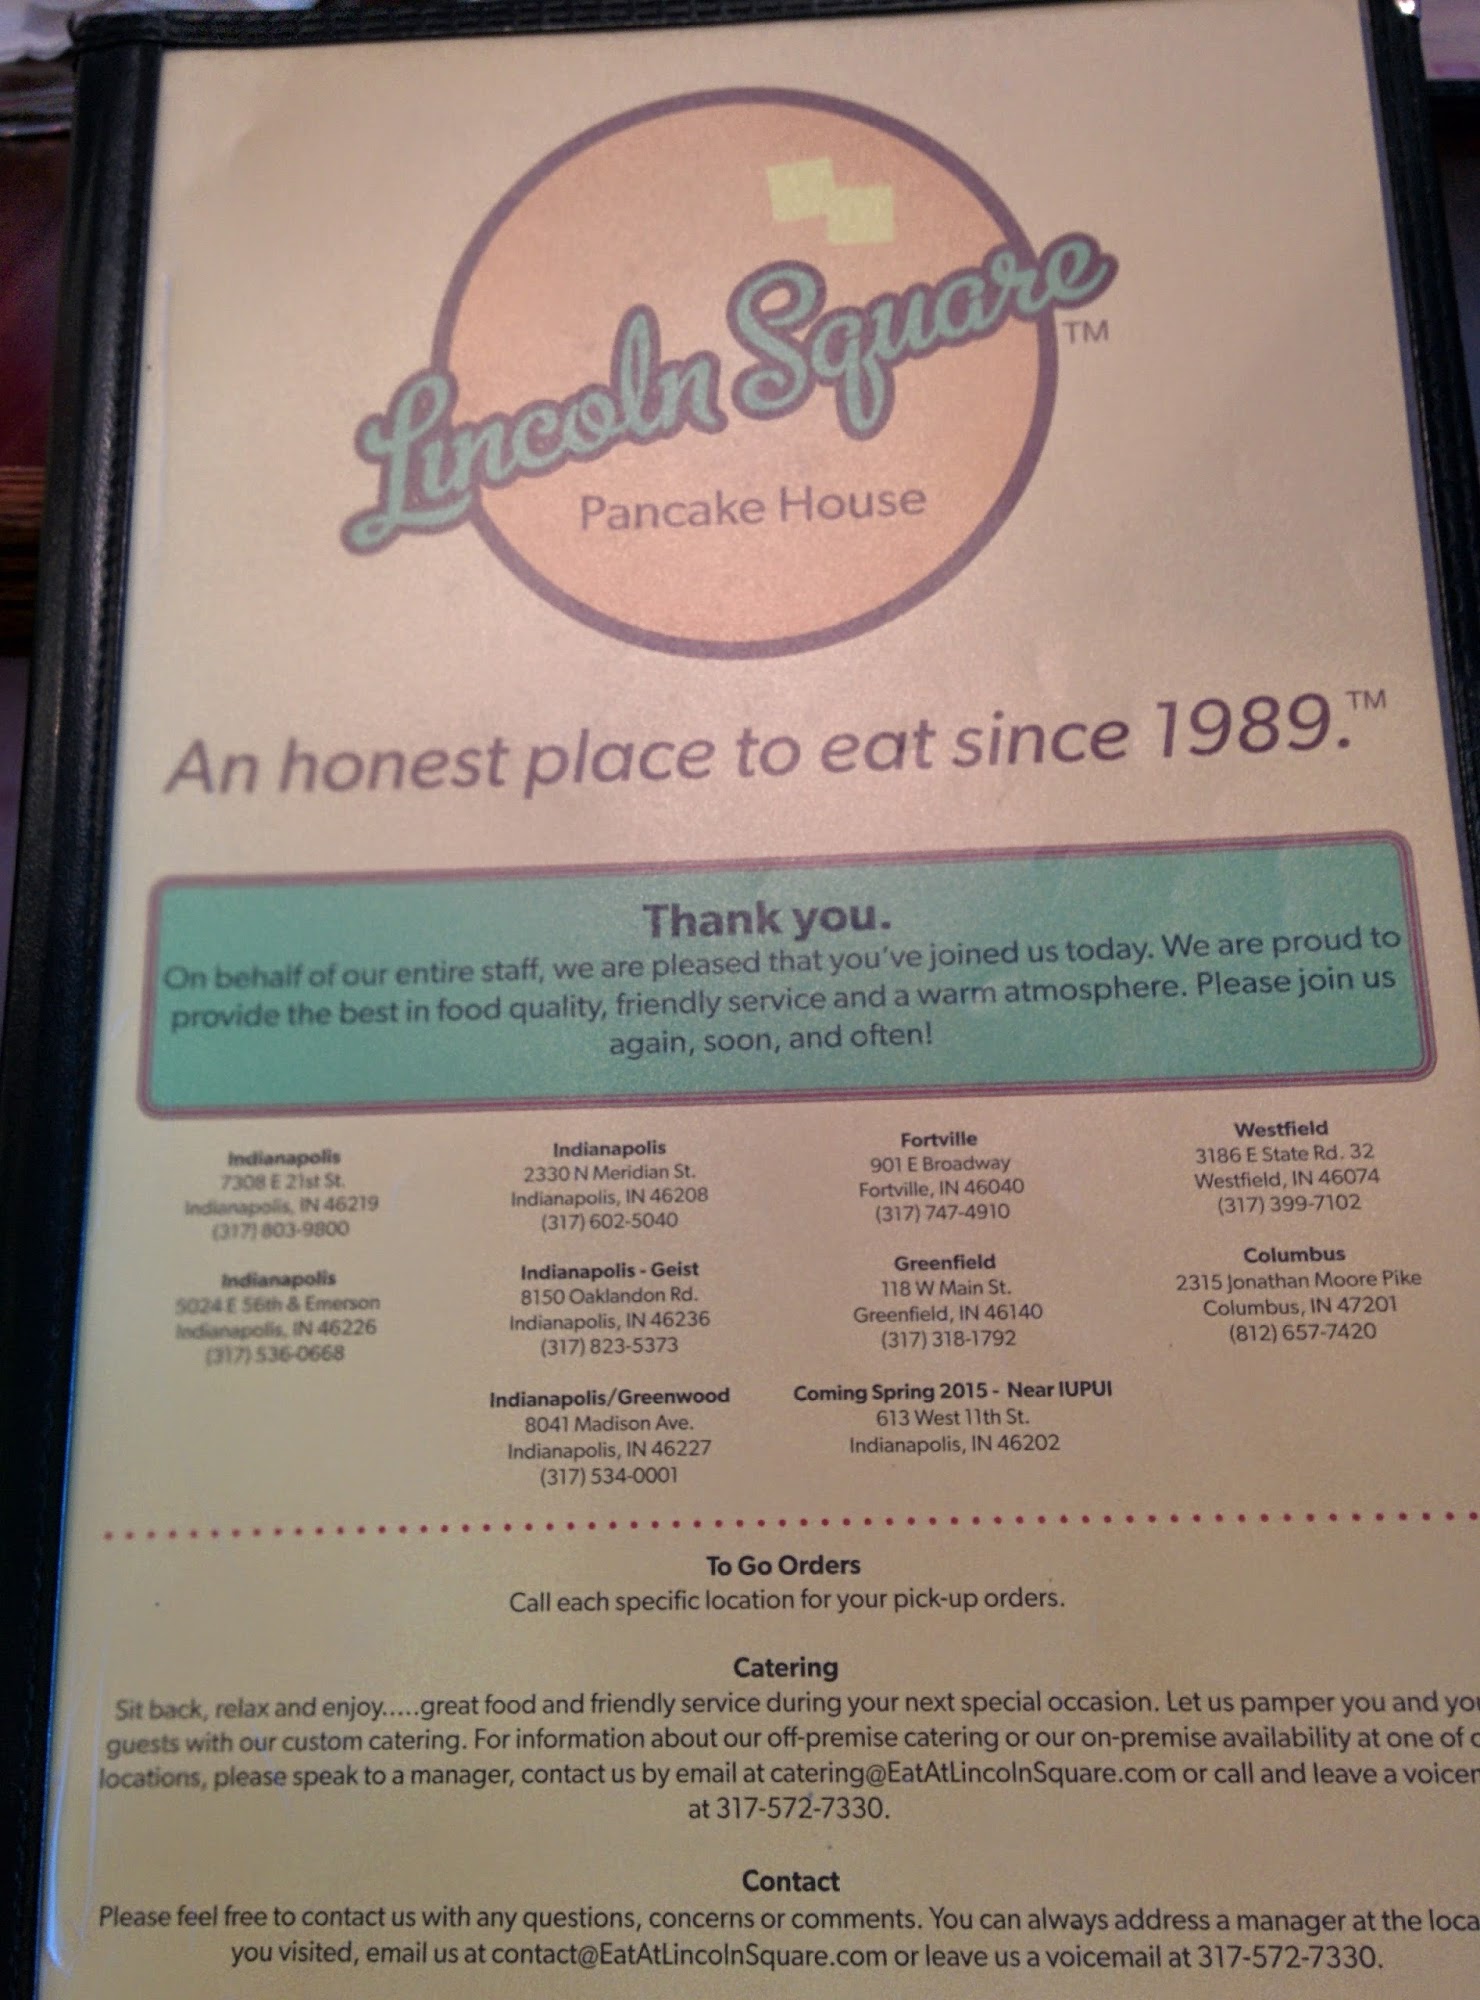 Lincoln Square
TM
Pancake House
An honest place to eat since 1989.™
Thank you.
On behalf of our entire staff, we are pleased that you've joined us today. We are proud to
provide the best in food quality, friendly service and a warm atmosphere. Please join us
again, soon, and often!
Indianapolis
7308 E 21st St.
Indianapolis, IN 46219
(317) 803-9800
Indianapolis
2330 N Meridian St.
Indianapolis, IN 46208
(317) 602-5040
Fortville
901 E Broadway
Fortville, IN 46040
(317) 747-4910
Westfield
3186 E State Rd. 32
Westfield, IN 46074
(317) 399-7102
Indianapolis
5024 E 56th & Emerson
Indianapolis, IN 46226
(317) 536-0668
Indianapolis - Geist
8150 Oaklandon Rd.
Indianapolis, IN 46236
(317) 823-5373
Greenfield
118 W Main St.
Greenfield, IN 46140
(317) 318-1792
Columbus
2315 Jonathan Moore Pike
Columbus, IN 47201
(812) 657-7420
Indianapolis/Greenwood
8041 Madison Ave.
Indianapolis, IN 46227
(317) 534-0001
Coming Spring 2015 - Near IUPUI
613 West 11th St.
Indianapolis, IN 46202
To Go Orders
Call each specific location for your pick-up orders.
Catering
Sit back, relax and enjoy.....great food and friendly service during your next special occasion. Let us pamper you and
guests with our custom catering. For information about our off-premise catering or our on-premise availability at one of
locations, please speak to a manager, contact us by email at catering@EatAtLincolnSquare.com or call and leave a
at 317-572-7330.
Contact
Please feel free to contact us with any questions, concerns or comments. You can always address a manager at the
you visited, email us at contact@EatAtLincolnSquare.com or leave us a voicemail at 317-572-7330.